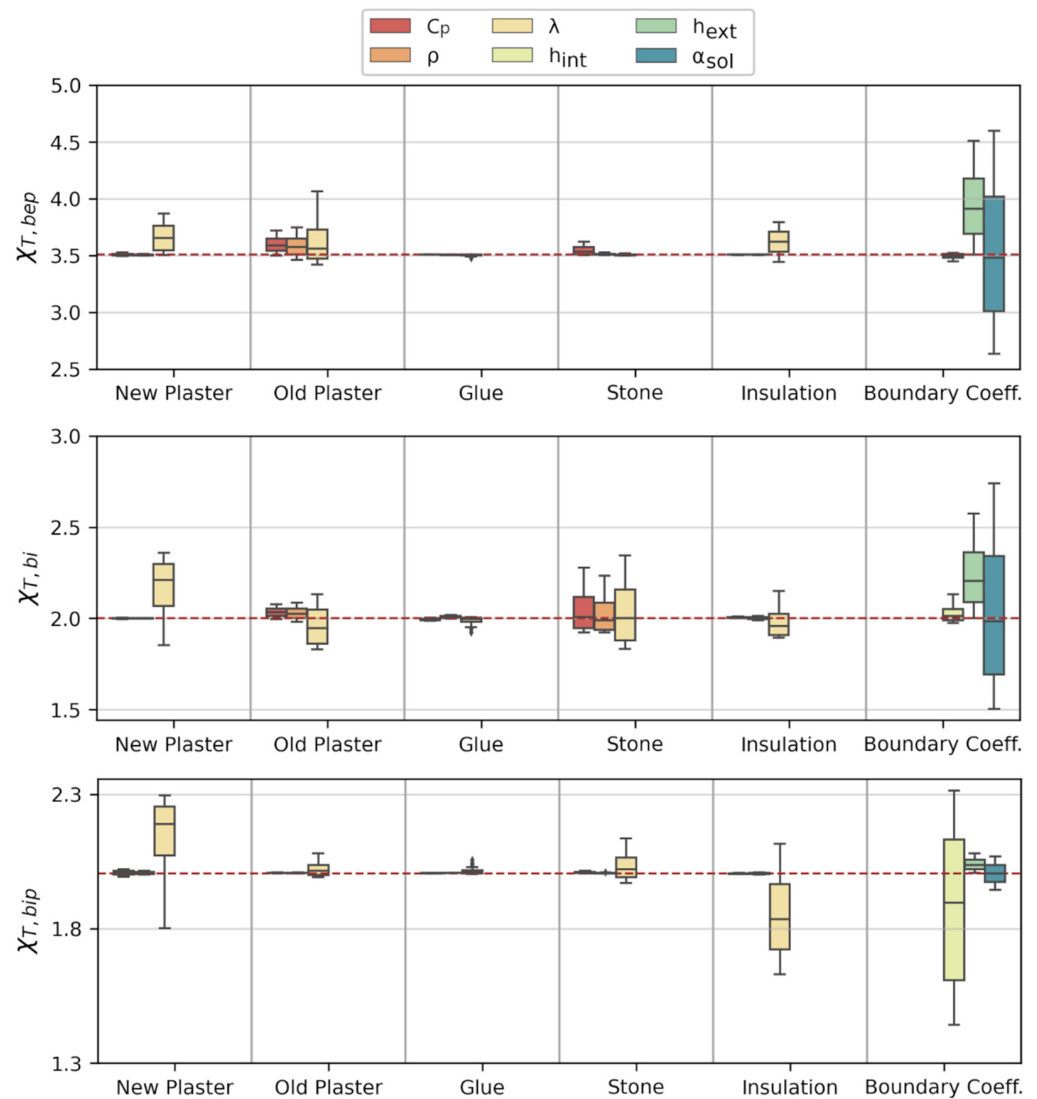 Cp λ hext
ρ hint αsol
5.0
4.5
4.0
3.5
3.0
2.5
χT, bep
New Plaster Old Plaster Glue Stone Insulation Boundary Coeff.
3.0
2.5
2.0
1.5
χT, bi
New Plaster Old Plaster Glue Stone Insulation Boundary Coeff.
2.3
1.8
1.3
χT, bip
New Plaster Old Plaster Glue Stone Insulation Boundary Coeff.